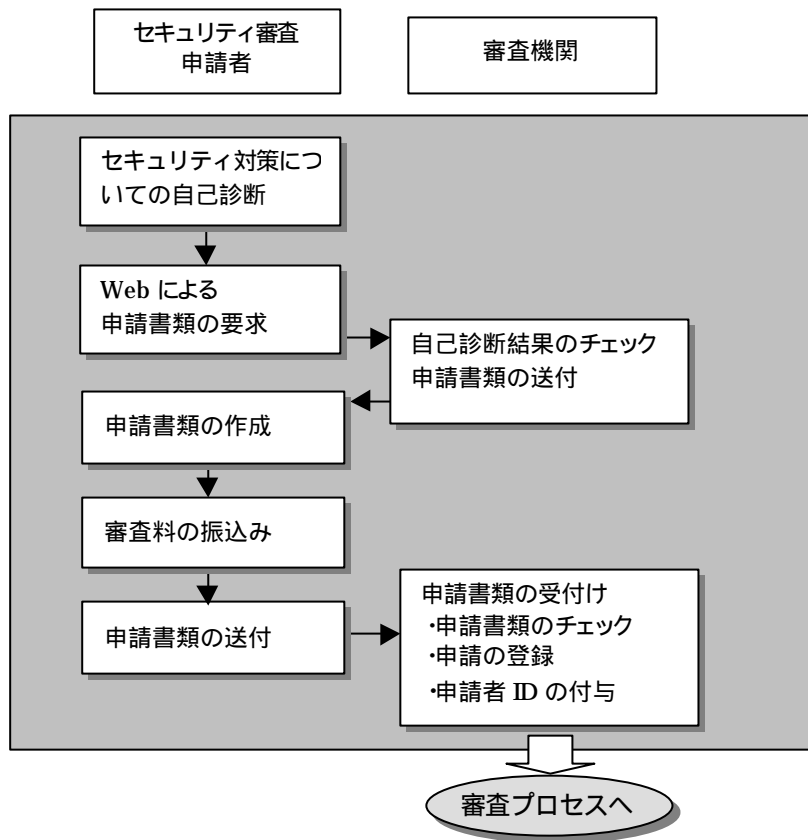 セキュリティ審査
申請者
審査機関
セキュリティ対策につ
いての自己診断
Web による
申請書類の要求
自己診断結果のチェック
申請書類の送付
申請書類の作成
審査料の振込み
申請書類の送付
申請書類の受付け
・申請書類のチェック
・申請の登録
・申請者 ID の付与
審査プロセスへ